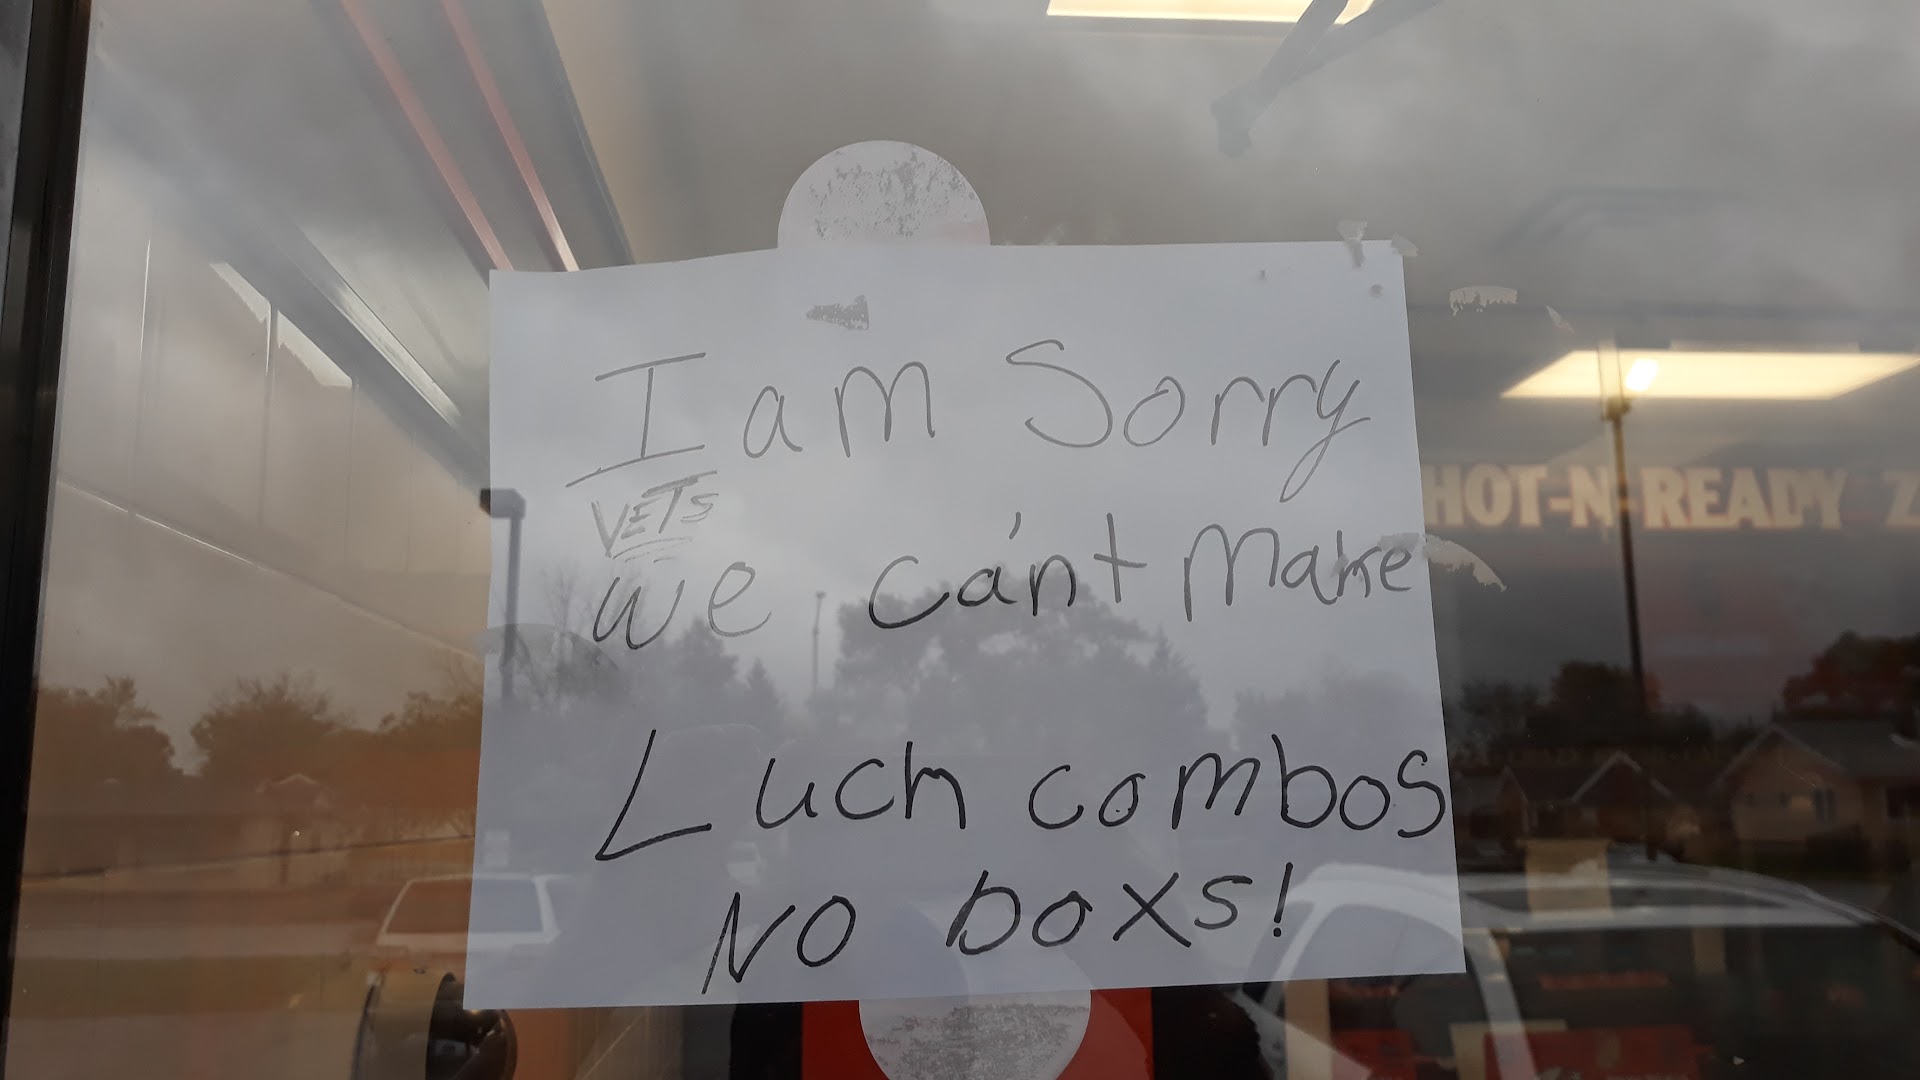 I am Sorry
VETS
we can't make
Luch combos
NO boxs!
HOT-N-READY